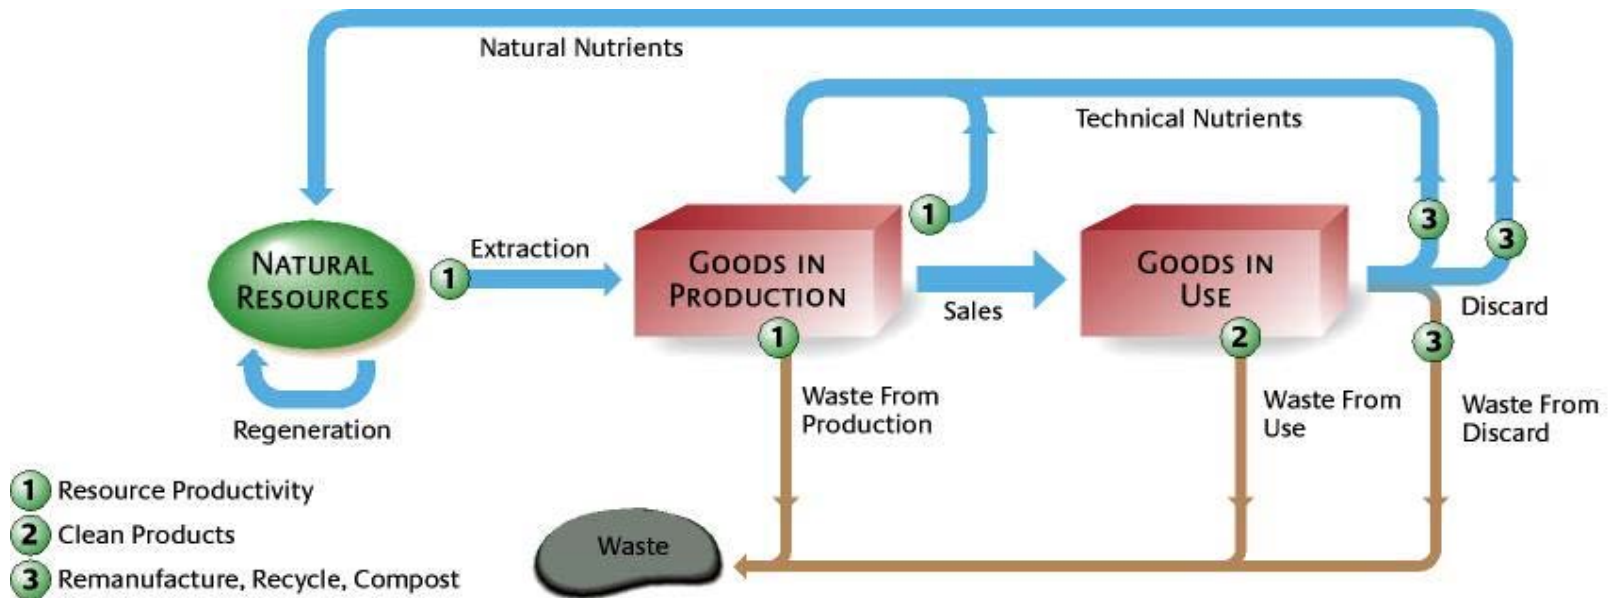 Natural Nutrients
Technical Nutrients
1
3
3
NATURAL
RESOURCES
1
Extraction
GOODS IN
PRODUCTION
1
Sales
GOODS IN
USE
2
Discard
3
Regeneration
Waste From
Production
Waste From
Use
Waste From
Discard
1 Resource Productivity
2 Clean Products
3 Remanufacture, Recycle, Compost
Waste